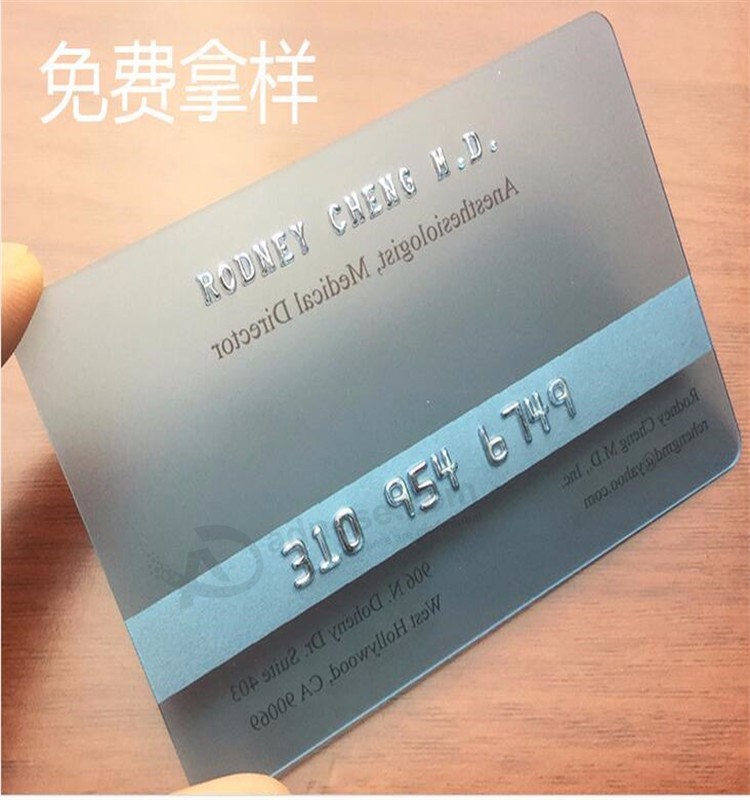 免费拿样
RODNEY CHENG M.D.
Anesthesiologist, Medical Director
310 954 6749
Rodney Cheng M.D., Inc.
rchengmd@yahoo.com
906 N. Doheny Dr. Suite 403
West Hollywood, CA 90069